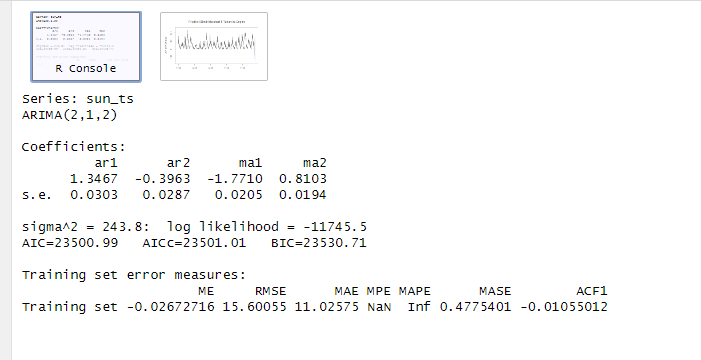 R Console
Series: sun_ts
ARIMA(2,1,2)
Coefficients:
ar1 ar2 ma1 ma2
1.3467 -0.3963 -1.7710 0.8103
s.e. 0.0303 0.0287 0.0205 0.0194
sigma^2 = 243.8: log likelihood = -11745.5
AIC=23500.99 AICc=23501.01 BIC=23530.71
Training set error measures:
ME RMSE MAE MPE MAPE MASE ACF1
Training set -0.02672716 15.60055 11.02575 NaN Inf 0.4775401 -0.01055012